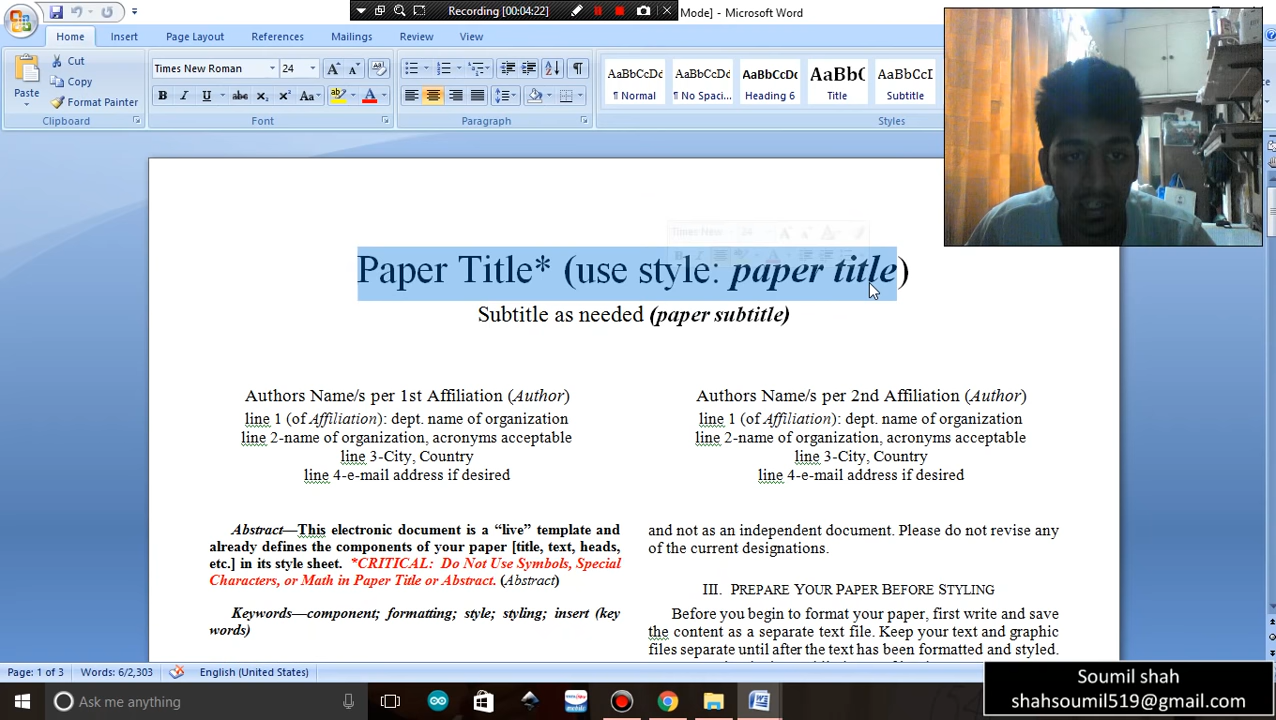 Recording [00:04:22]
Mode] - Microsoft Word
Home Insert Page Layout References Mailings Review View
Paste
Cut
Copy
Format Painter
Clipboard
Times New Roman 24
Font
Paragraph
AaBbCcDc AaBbCcDc AaBbCcDc AaBbC AaBbCcL
¶ Normal ¶ No Spaci... Heading 6 Title Subtitle
Styles
Paper Title* (use style: paper title)
Subtitle as needed (paper subtitle)
Authors Name/s per 1st Affiliation (Author)
line 1 (of Affiliation): dept. name of organization
line 2-name of organization, acronyms acceptable
line 3-City, Country
line 4-e-mail address if desired
Authors Name/s per 2nd Affiliation (Author)
line 1 (of Affiliation): dept. name of organization
line 2-name of organization, acronyms acceptable
line 3-City, Country
line 4-e-mail address if desired
Abstract—This electronic document is a “live” template and
already defines the components of your paper [title, text, heads,
etc.] in its style sheet. *CRITICAL: Do Not Use Symbols, Special
Characters, or Math in Paper Title or Abstract. (Abstract)
Keywords—component; formatting; style; styling; insert (key
words)
and not as an independent document. Please do not revise any
of the current designations.
III. PREPARE YOUR PAPER BEFORE STYLING
Before you begin to format your paper, first write and save
the content as a separate text file. Keep your text and graphic
files separate until after the text has been formatted and styled.
Page: 1 of 3 Words: 6/2,303 English (United States)
Soumil shah
shahsoumil519@gmail.com
Ask me anything